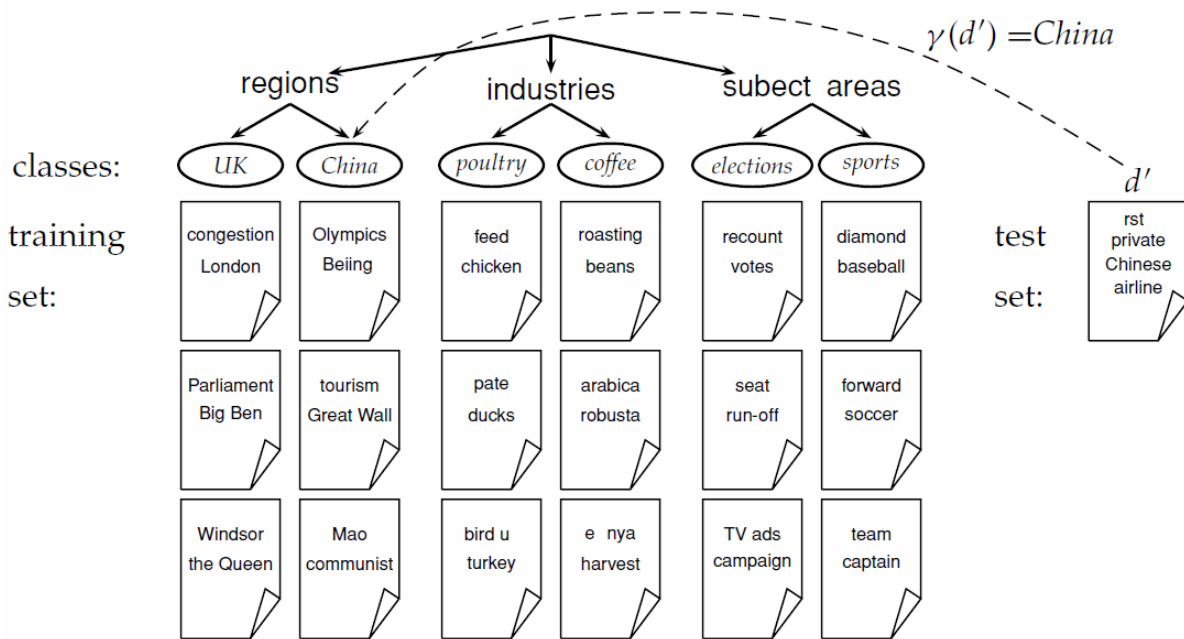 γ(d′) =China
regions
industries
subect areas
classes:
UK
China
poultry
coffee
elections
sports
d′
training
set:
congestion
London
Olympics
Beiing
feed
chicken
roasting
beans
recount
votes
diamond
baseball
test
set:
rst
private
Chinese
airline
Parliament
Big Ben
tourism
Great Wall
pate
ducks
arabica
robusta
seat
run-off
forward
soccer
Windsor
the Queen
Mao
communist
bird u
turkey
e nya
harvest
TV ads
campaign
team
captain